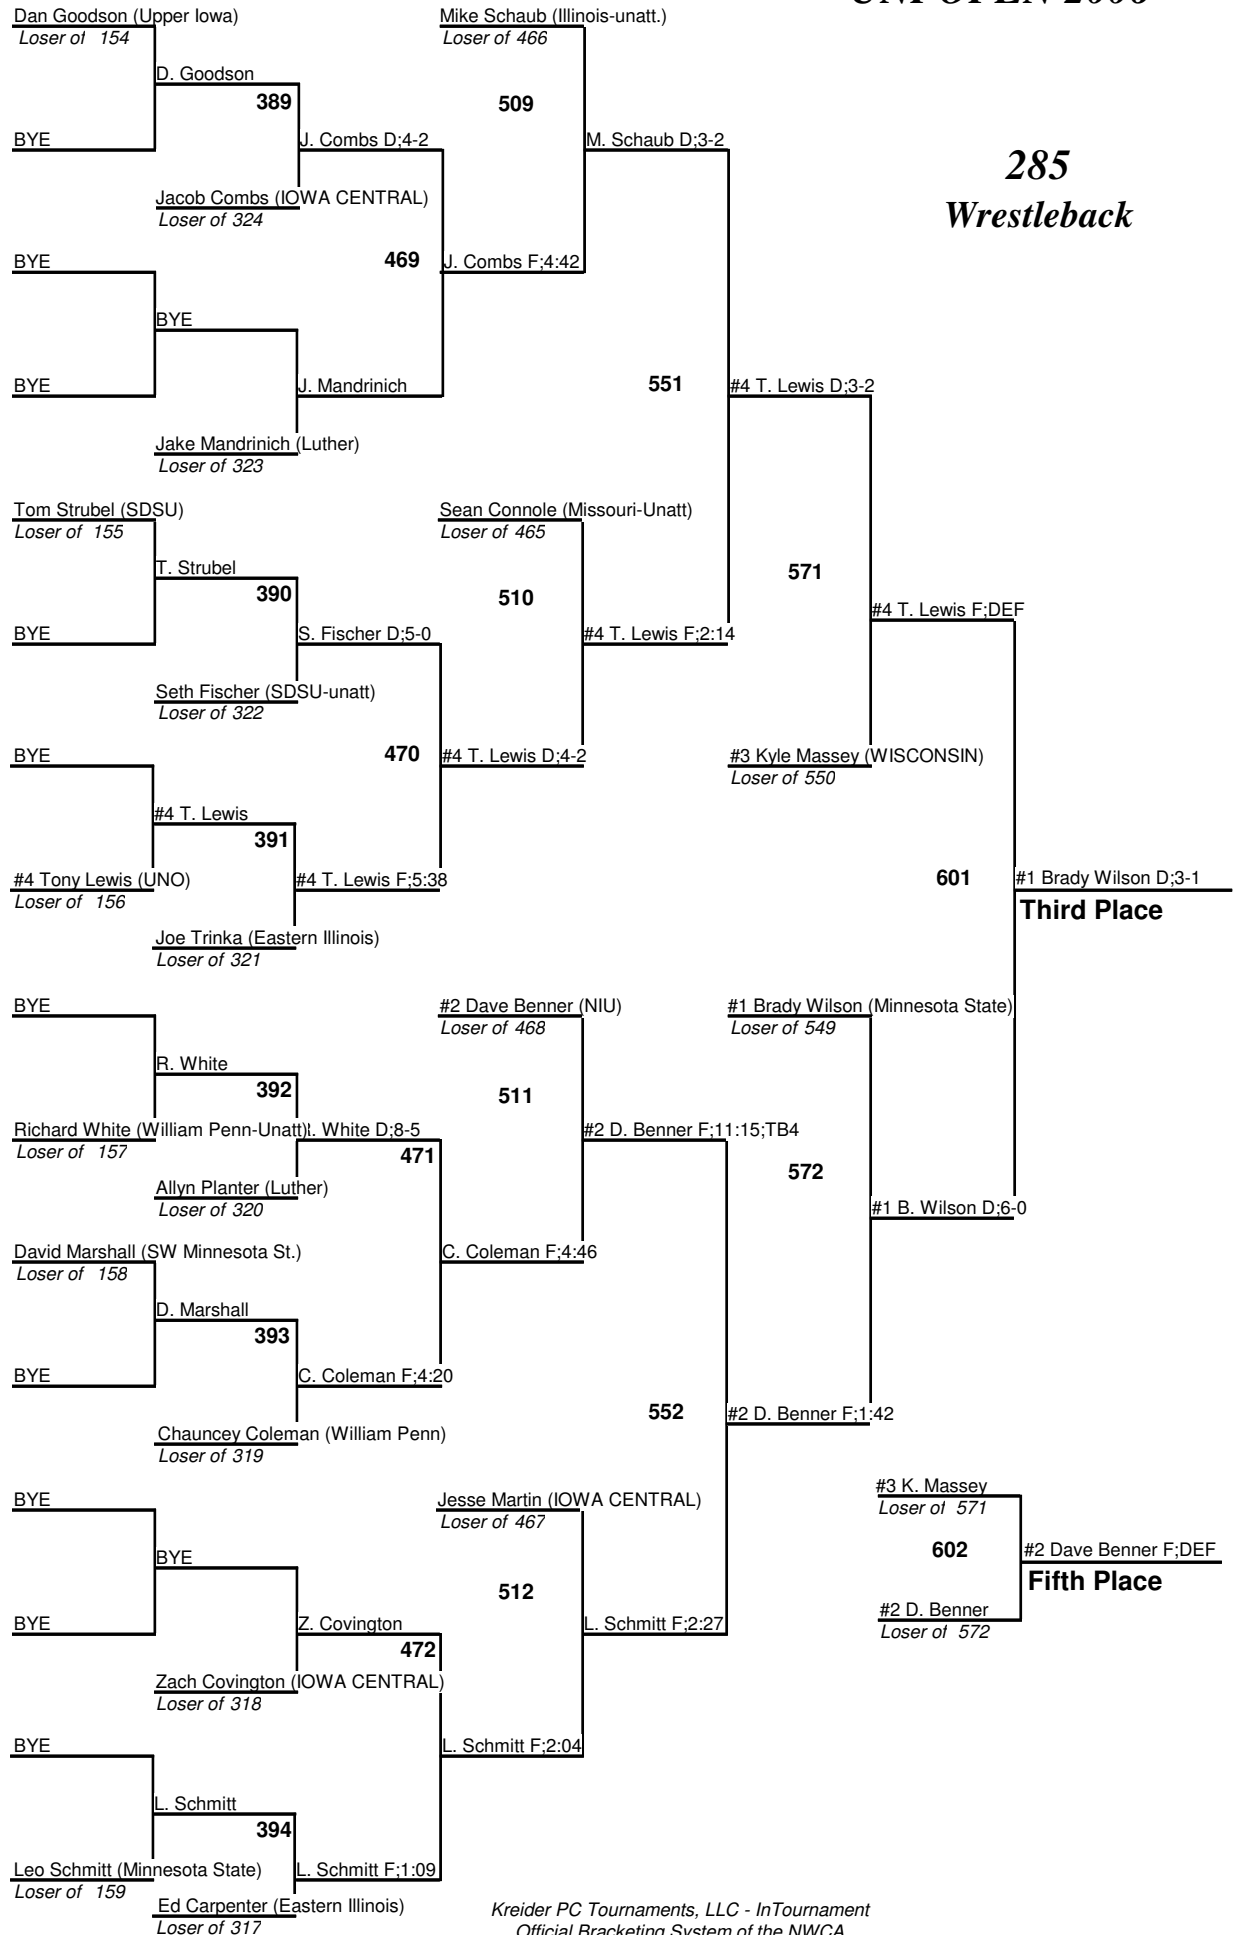 Dan Goodson (Upper Iowa)
Loser of 154
D. Goodson
389
BYE
J. Combs D;4-2
Jacob Combs (IOWA CENTRAL)
Loser of 324
469
BYE
BYE
BYE
J. Mandrinich
Jake Mandrinich (Luther)
Loser of 323
J. Combs F;4:42
Mike Schaub (Illinois-unatt.)
Loser of 466
509
M. Schaub D;3-2
285
Wrestleback
551
#4 T. Lewis D;3-2
Tom Strubel (SDSU)
Loser of 155
T. Strubel
390
BYE
S. Fischer D;5-0
Seth Fischer (SDSU-unatt)
Loser of 322
470
#4 T. Lewis D;4-2
BYE
#4 T. Lewis
391
#4 Tony Lewis (UNO)
Loser of 156
#4 T. Lewis F;5:38
Joe Trinka (Eastern Illinois)
Loser of 321
Sean Connole (Missouri-Unatt)
Loser of 465
510
#4 T. Lewis F;2:14
571
#4 T. Lewis F;DEF
#3 Kyle Massey (WISCONSIN)
Loser of 550
601
#1 Brady Wilson D;3-1
Third Place
BYE
R. White
392
Richard White (William Penn-Unatt)
Loser of 157
. White D;8-5
471
Allyn Planter (Luther)
Loser of 320
David Marshall (SW Minnesota St.)
Loser of 158
D. Marshall
393
BYE
C. Coleman F;4:20
Chauncey Coleman (William Penn)
Loser of 319
C. Coleman F;4:46
#2 Dave Benner (NIU)
Loser of 468
511
#2 D. Benner F;11:15;TB4
#1 Brady Wilson (Minnesota State)
Loser of 549
572
#1 B. Wilson D;6-0
552
#2 D. Benner F;1:42
BYE
BYE
BYE
Z. Covington
472
Zach Covington (IOWA CENTRAL)
Loser of 318
BYE
L. Schmitt
394
Leo Schmitt (Minnesota State)
Loser of 159
L. Schmitt F;1:09
Ed Carpenter (Eastern Illinois)
Loser of 317
L. Schmitt F;2:04
Jesse Martin (IOWA CENTRAL)
Loser of 467
512
L. Schmitt F;2:27
#3 K. Massey
Loser of 571
602
#2 Dave Benner F;DEF
Fifth Place
#2 D. Benner
Loser of 572
Kreider PC Tournaments, LLC - InTournament
Official Bracketing System of the NWCA